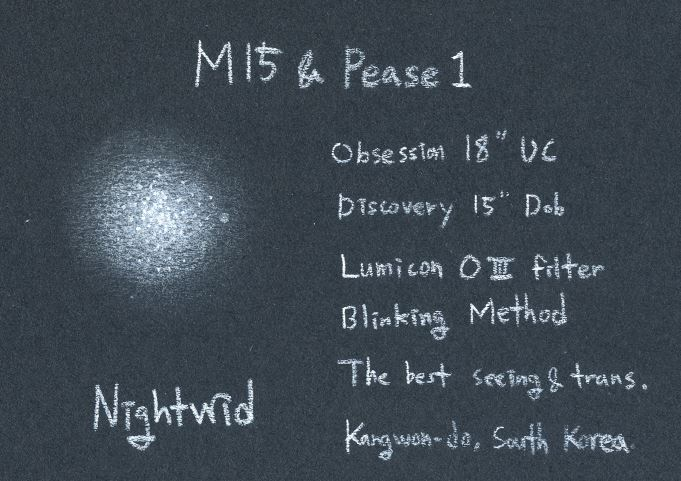 M15 & Pease 1
Obsession 18" UC
Discovery 15" Dob
Lumicon O III filter
Blinking Method
The best seeing & trans.
Kangwon-do, South Korea.
Nightwid